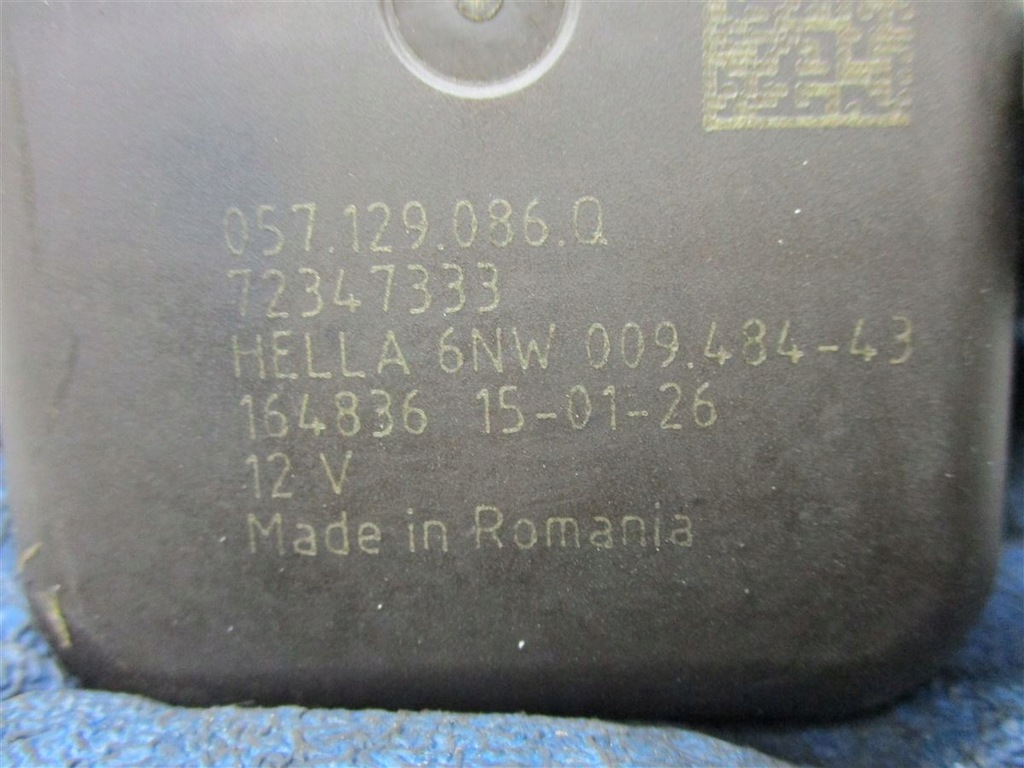 057.129.086.Q
72347333
HELLA 6NW 009.484-43
164836 15-01-26
12 V
Made in Romania